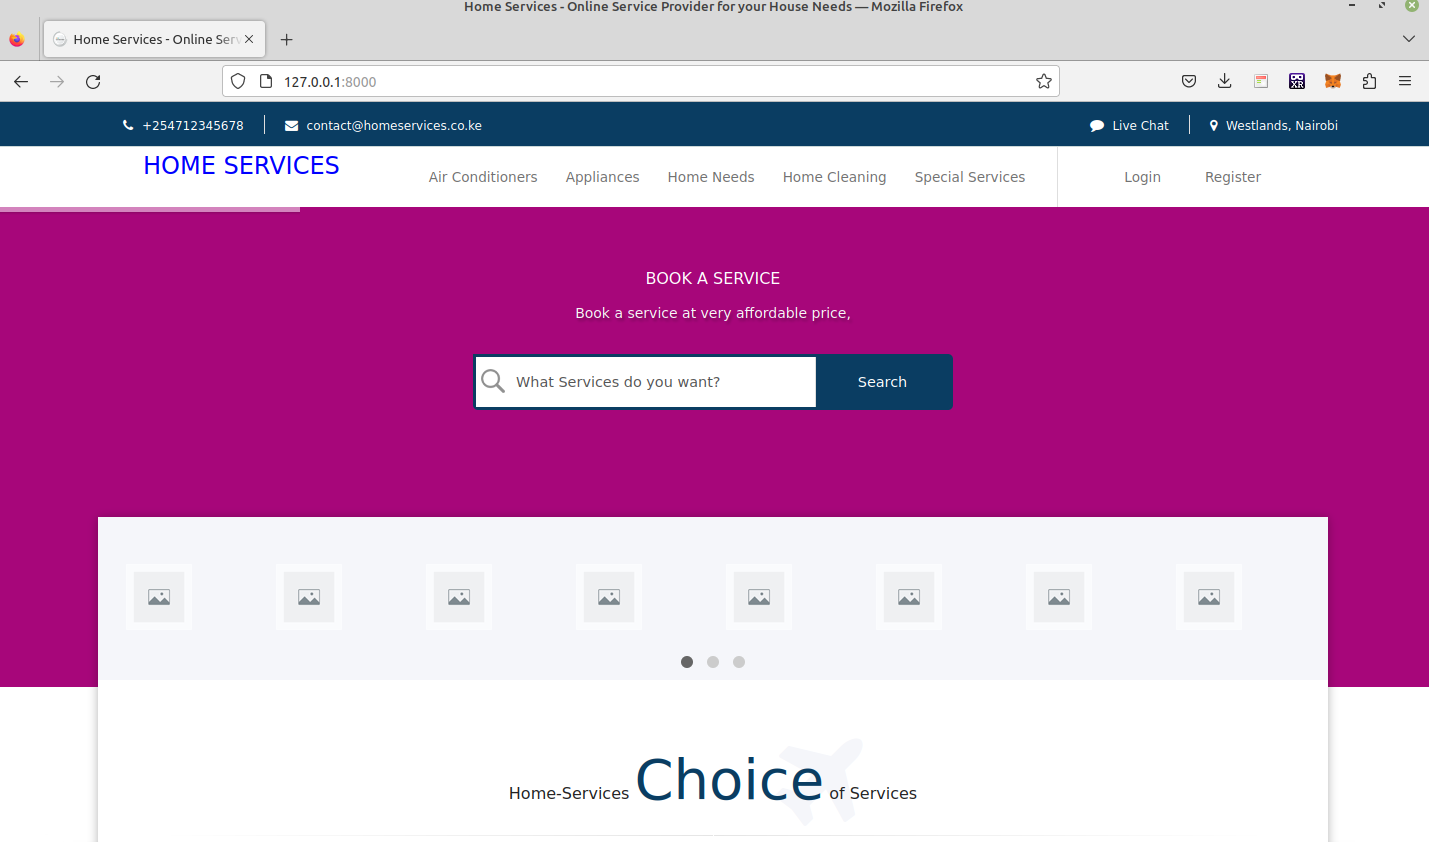 Home Services - Online Service Provider for your House Needs — Mozilla Firefox
Home Services - Online Serv
127.0.0.1:8000
XR
+254712345678
contact@homeservices.co.ke
Live Chat
Westlands, Nairobi
HOME SERVICES
Air Conditioners
Appliances
Home Needs
Home Cleaning
Special Services
Login
Register
BOOK A SERVICE
Book a service at very affordable price,
What Services do you want?
Search
Home-Services Choice of Services